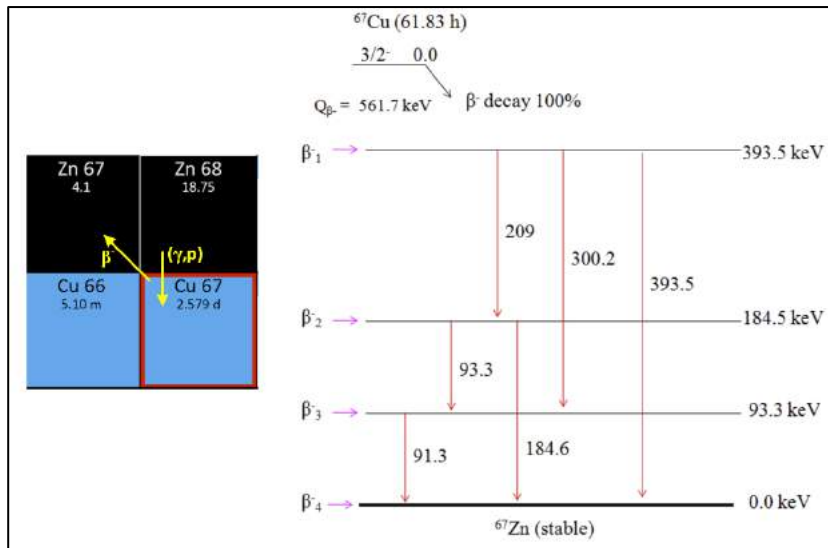 Zn 67
4.1
Zn 68
18.75
β⁻
(γ,p)
Cu 66
5.10 m
Cu 67
2.579 d
⁶⁷Cu (61.83 h)
3/2⁻ 0.0
Qβ- = 561.7 keV
β⁻ decay 100%
β⁻₁
393.5 keV
209
300.2
393.5
β⁻₂
184.5 keV
93.3
β⁻₃
93.3 keV
91.3
184.6
β⁻₄
0.0 keV
⁶⁷Zn (stable)